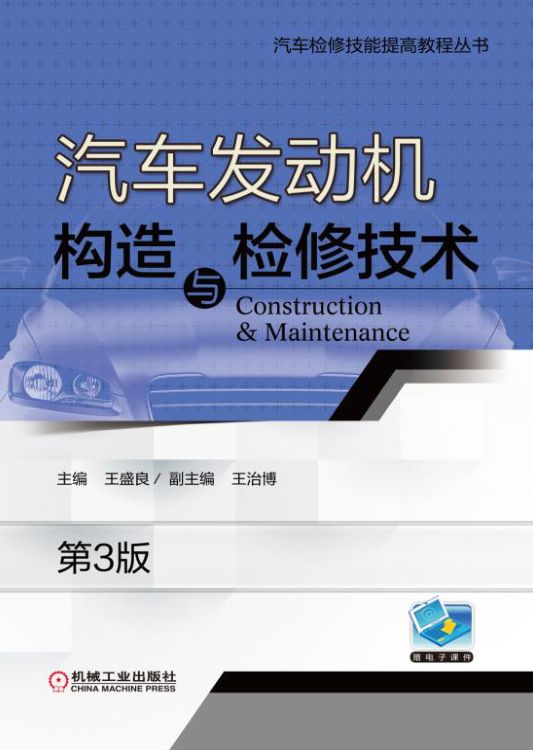 汽车检修技能提高教程丛书
汽车发动机
构造与检修技术
Construction
& Maintenance
主编 王盛良/副主编 王治博
第3版
赠电子课件
机械工业出版社
CHINA MACHINE PRESS